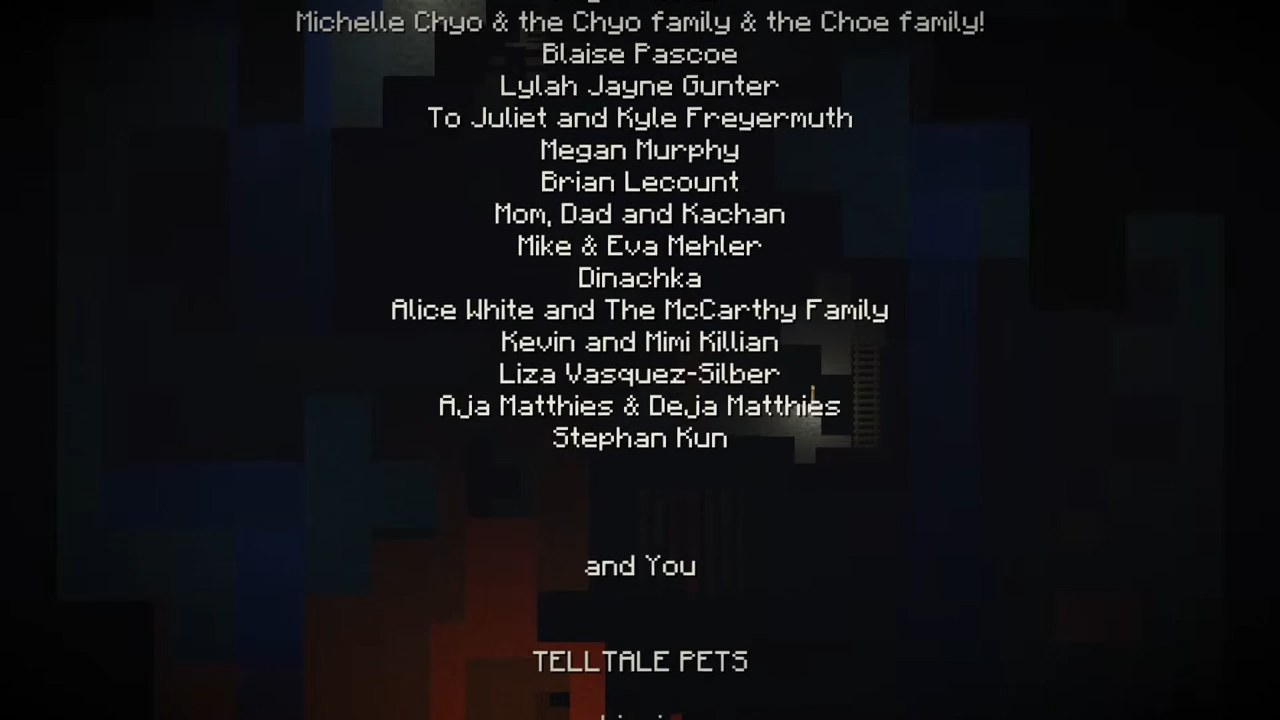 Michelle Chyo & the Chyo family & the Choe family!
Blaise Pascoe
Lylah Jayne Gunter
To Juliet and Kyle Freyermuth
Megan Murphy
Brian Lecount
Mom, Dad and Kachan
Mike & Eva Mehler
Dinachka
Alice White and The McCarthy Family
Kevin and Mimi Killian
Liza Vasquez-Silber
Aja Matthies & Deja Matthies
Stephan Kun
and You
TELLTALE PETS